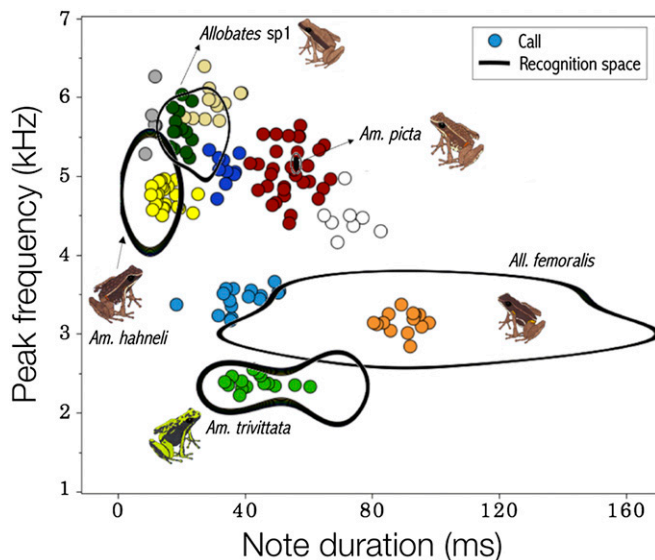 7
6
5
4
3
2
1
Peak frequency (kHz)
Allobates sp1
Call
Recognition space
Am. picta
All. femoralis
Am. hahneli
Am. trivittata
0 40 80 120 160
Note duration (ms)